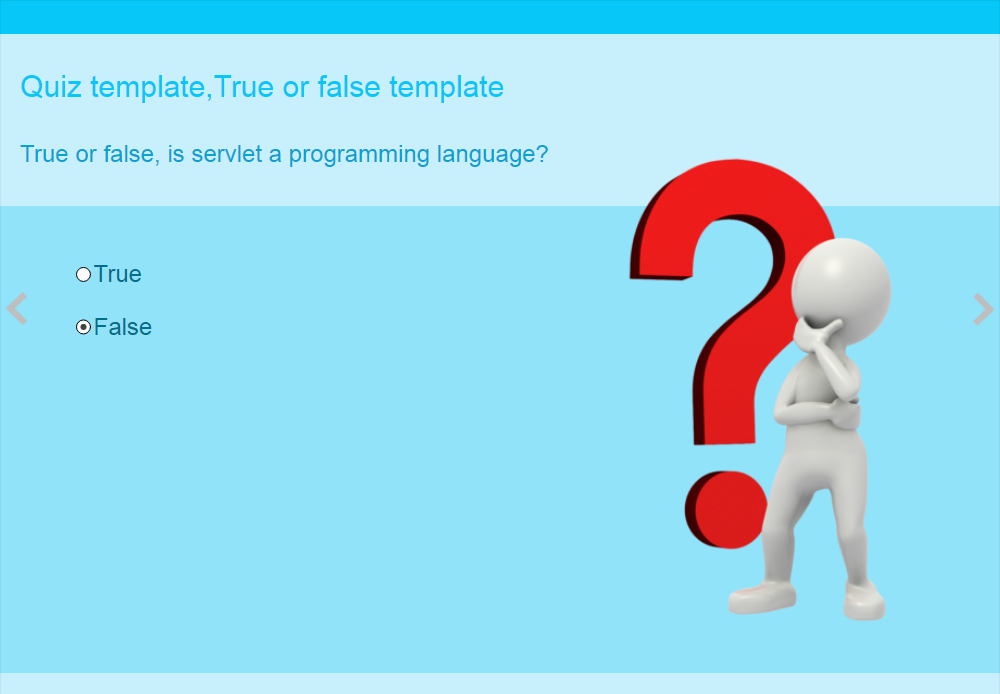 Quiz template,True or false template
True or false, is servlet a programming language?
True
False